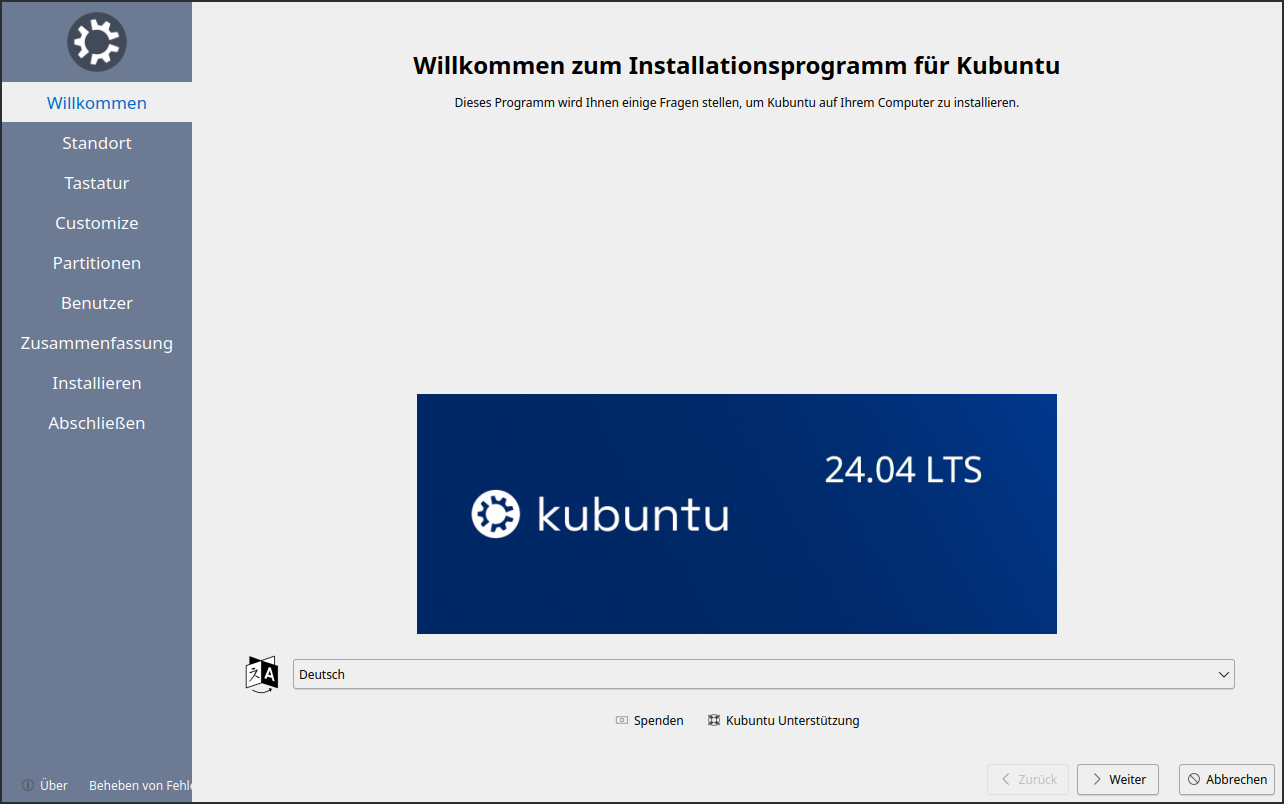 Willkommen
Standort
Tastatur
Customize
Partitionen
Benutzer
Zusammenfassung
Installieren
Abschließen
Über
Beheben von Fehle
Willkommen zum Installationsprogramm für Kubuntu
Dieses Programm wird Ihnen einige Fragen stellen, um Kubuntu auf Ihrem Computer zu installieren.
24.04 LTS
kubuntu
A
Deutsch
Spenden Kubuntu Unterstützung
Zurück Weiter Abbrechen